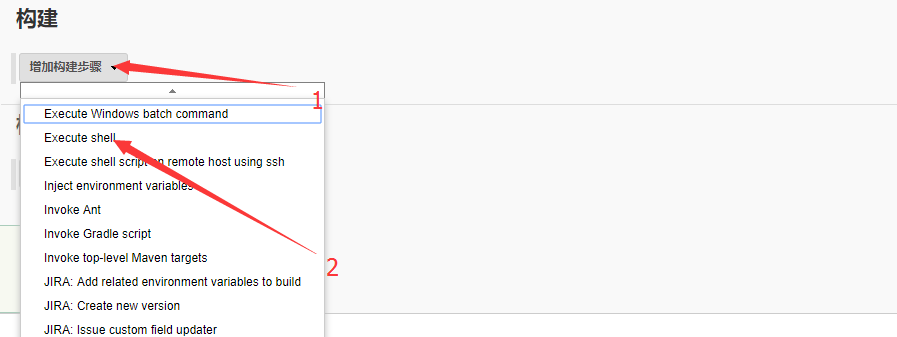 构建
增加构建步骤
1
Execute Windows batch command
Execute shell
Execute shell script on remote host using ssh
Inject environment variables
Invoke Ant
Invoke Gradle script
Invoke top-level Maven targets
2
JIRA: Add related environment variables to build
JIRA: Create new version
JIRA: Issue custom field updater